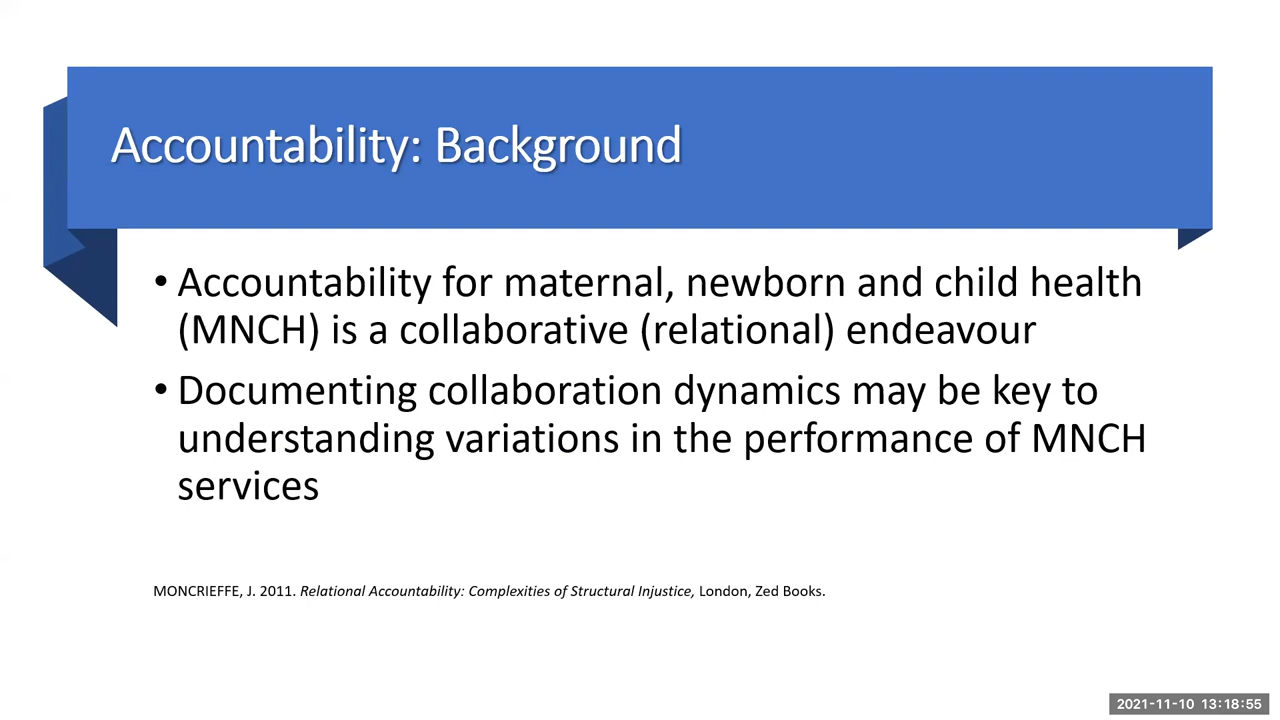 Accountability: Background
• Accountability for maternal, newborn and child health
(MNCH) is a collaborative (relational) endeavour
• Documenting collaboration dynamics may be key to
understanding variations in the performance of MNCH
services
MONCRIEFFE, J. 2011. Relational Accountability: Complexities of Structural Injustice, London, Zed Books.
2021-11-10 13:18:55